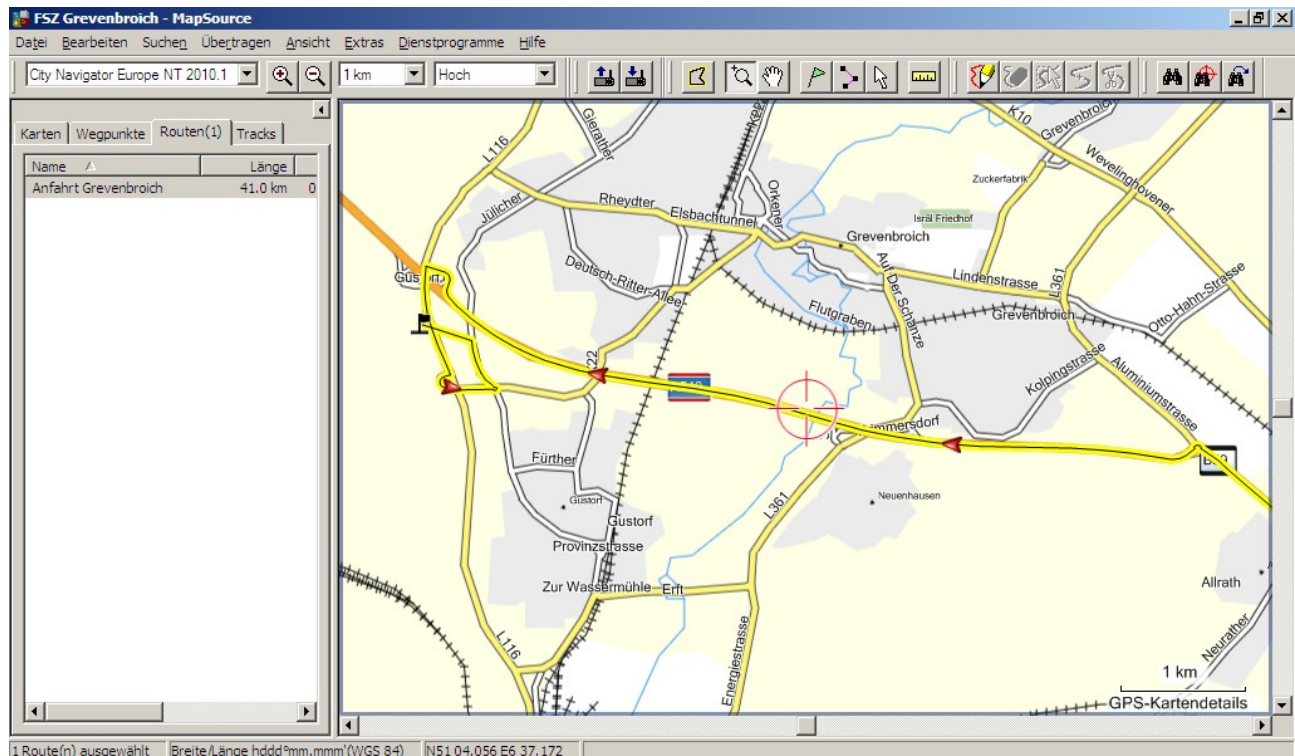 FSZ Grevenbroich - MapSource
Datei Bearbeiten Suchen Übertragen Ansicht Extras Dienstprogramme Hilfe
City Navigator Europe NT 2010.1 1 km Hoch
Karten Wegpunkte Routen(1) Tracks
Name Länge
Anfahrt Grevenbroich 41.0 km 0
L116
Gierather
K10
Grevenbroich
Wevelinghovener
Zuckerfabrik
Jülicher
Rheydter
Elsbachtunnel
Orkener
Isräl Friedhof
Grevenbroich
Deutsch-Ritter-Allee
Auf Der Schanze
Lindenstrasse
L361
Otto-Hahn-Strasse
Flutgraben
Grevenbroich
Kolpingstrasse
Aluminiumstrasse
Fürther
Gustorf
Gustorf
Provinzstrasse
L361
Neuenhausen
Zur Wassermühle
Erft
Allrath
L116
Energiestrasse
Neurather
1 km
GPS-Kartendetails
1 Route(n) ausgewählt Breite/Länge hddd°mm,mmm'(WGS 84) N51 04.056 E6 37.172